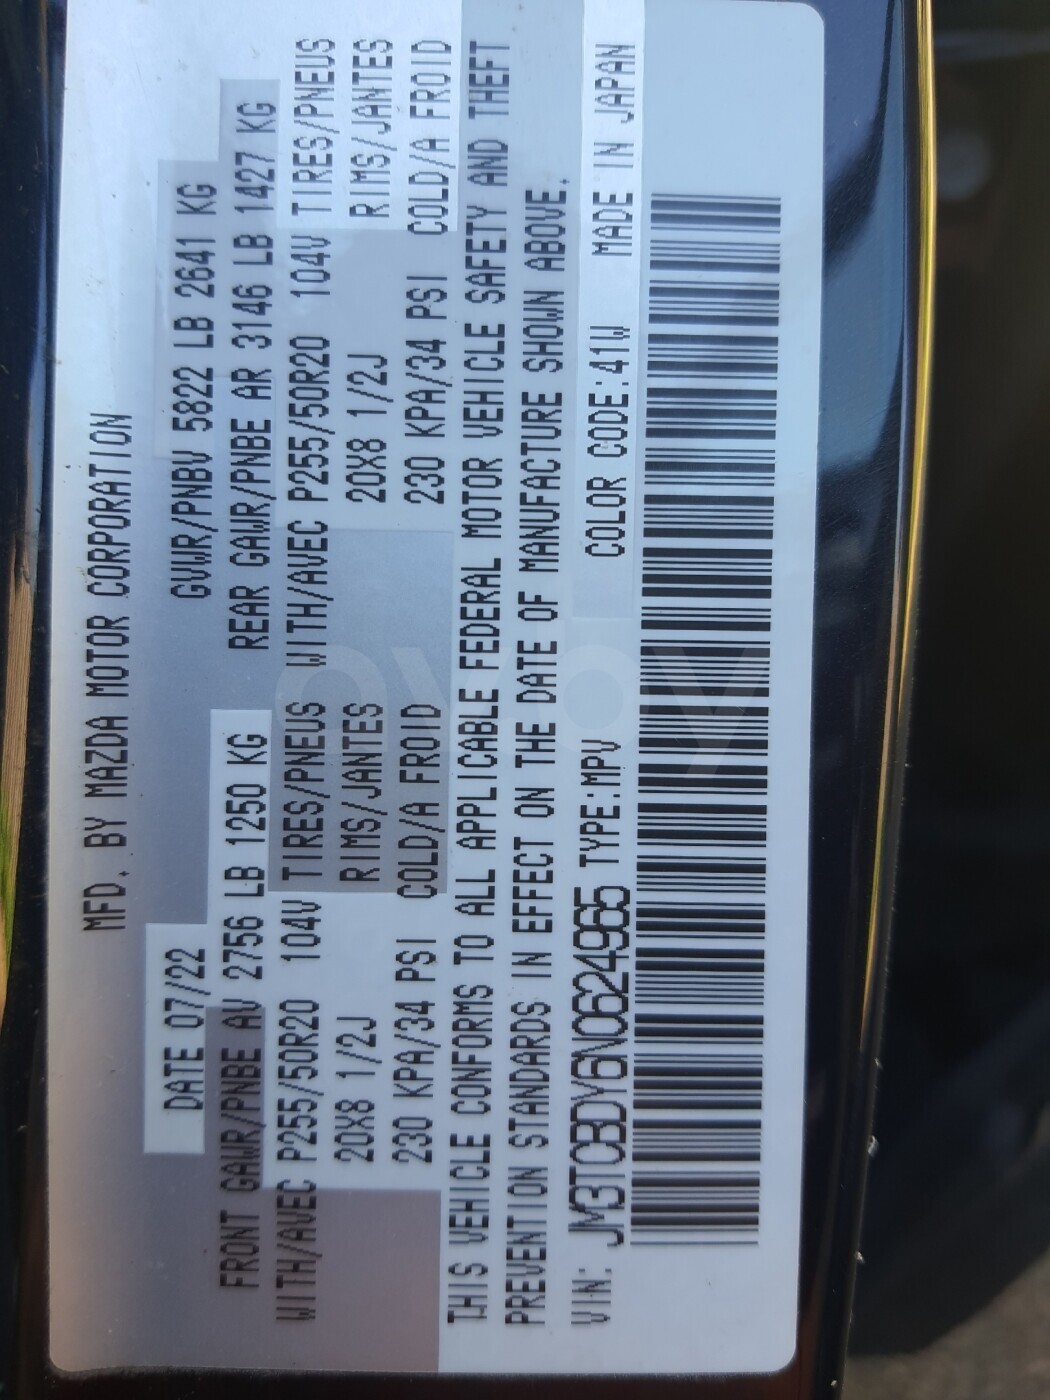 MFD. BY MAZDA MOTOR CORPORATION
DATE 07/22 GVWR/PNBV 5822 LB 2641 KG
FRONT GAWR/PNBE AV 2756 LB 1250 KG REAR GAWR/PNBE AR 3146 LB 1427 KG
WITH/AVEC P255/50R20 104V TIRES/PNEUS WITH/AVEC P255/50R20 104V TIRES/PNEUS
20X8 1/2J RIMS/JANTES 20X8 1/2J RIMS/JANTES
230 KPA/34 PSI COLD/A FROID 230 KPA/34 PSI COLD/A FROID
THIS VEHICLE CONFORMS TO ALL APPLICABLE FEDERAL MOTOR VEHICLE SAFETY AND THEFT
PREVENTION STANDARDS IN EFFECT ON THE DATE OF MANUFACTURE SHOWN ABOVE.
VIN: JM3TCBDY6N0624965 TYPE:MPV COLOR CODE:41W MADE IN JAPAN